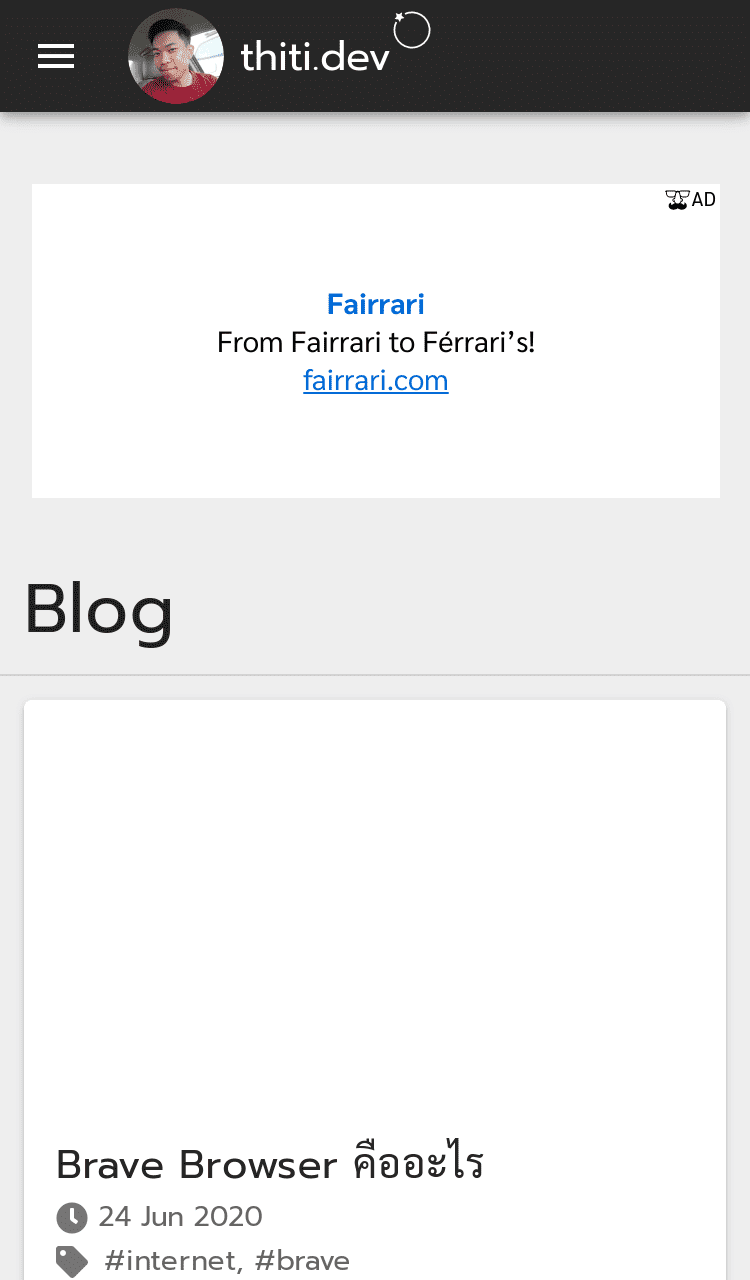 thiti.dev
AD
Fairrari
From Fairrari to Férrari’s!
fairrari.com
Blog
Brave Browser คืออะไร
24 Jun 2020
#internet, #brave